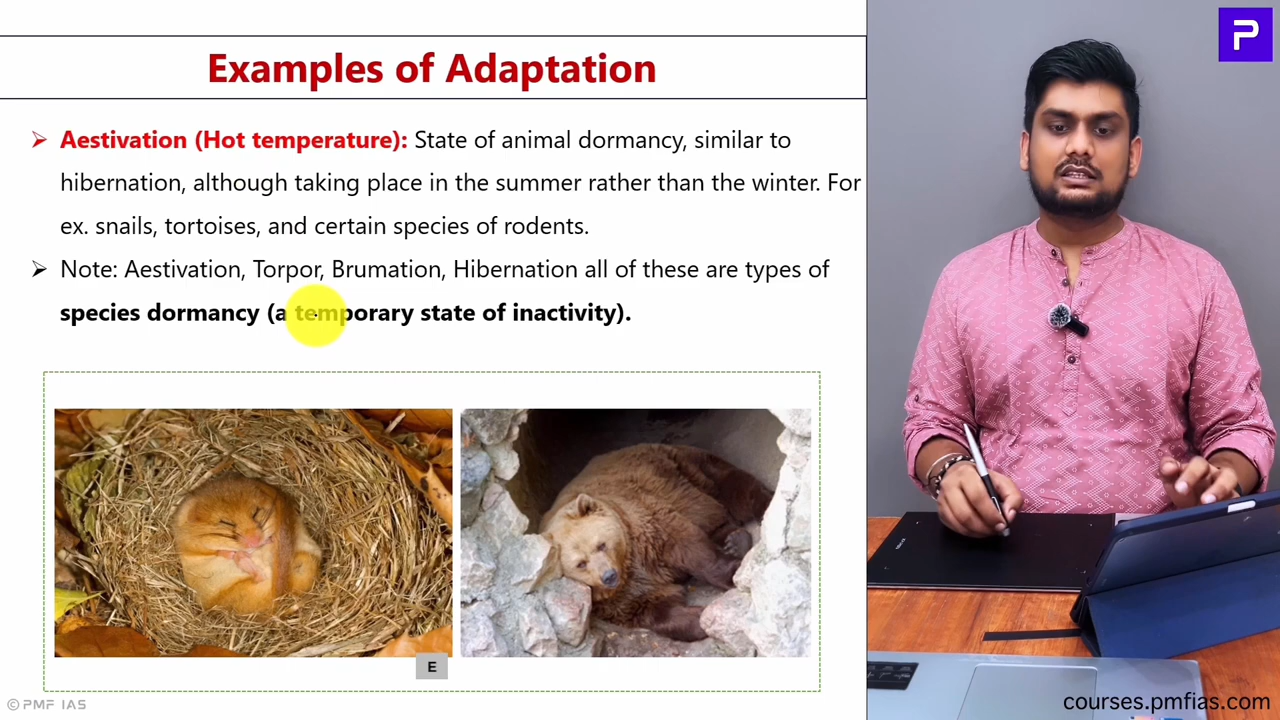 Examples of Adaptation
P
➢ Aestivation (Hot temperature): State of animal dormancy, similar to
hibernation, although taking place in the summer rather than the winter. For
ex. snails, tortoises, and certain species of rodents.
➢ Note: Aestivation, Torpor, Brumation, Hibernation all of these are types of
species dormancy (a temporary state of inactivity).
E
© PMF IAS
courses.pmfias.com